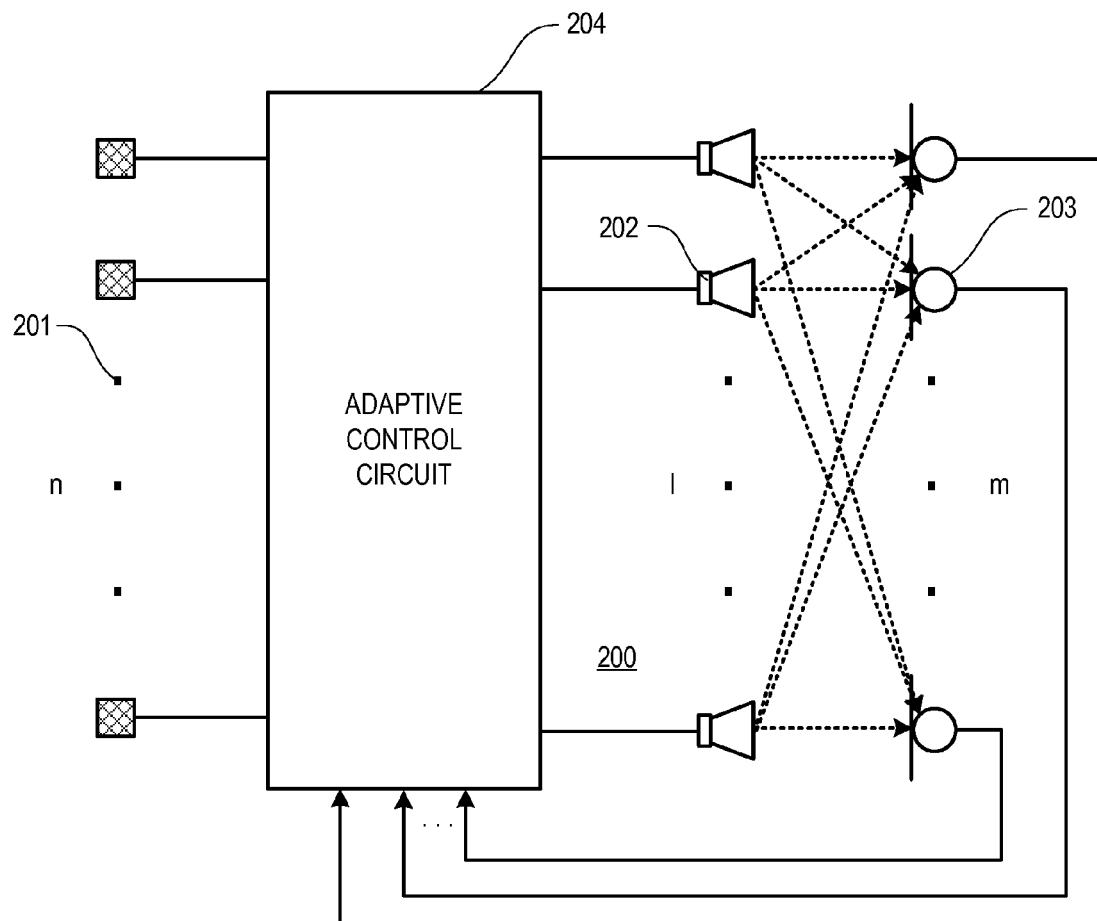 204
202
203
201
ADAPTIVE
CONTROL
CIRCUIT
n
l
m
200
. . .